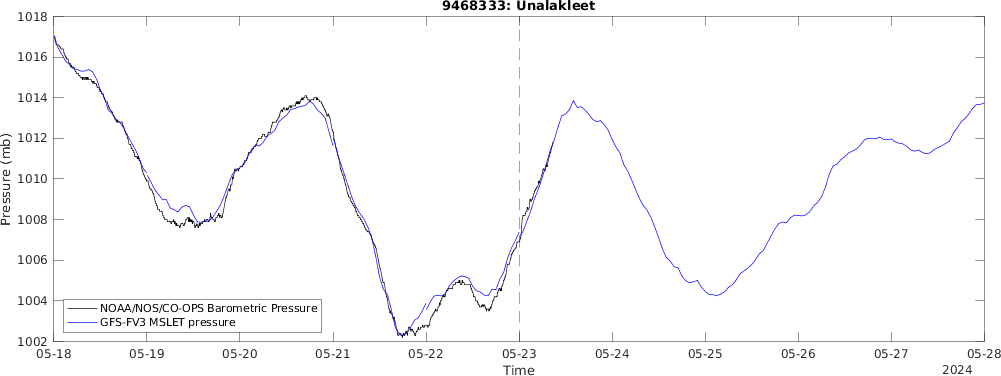 9468333: Unalakleet
1018
1016
1014
1012
1010
1008
1006
1004
1002
Pressure (mb)
NOAA/NOS/CO-OPS Barometric Pressure
GFS-FV3 MSLET pressure
05-18 05-19 05-20 05-21 05-22 05-23 05-24 05-25 05-26 05-27 05-28
Time
2024